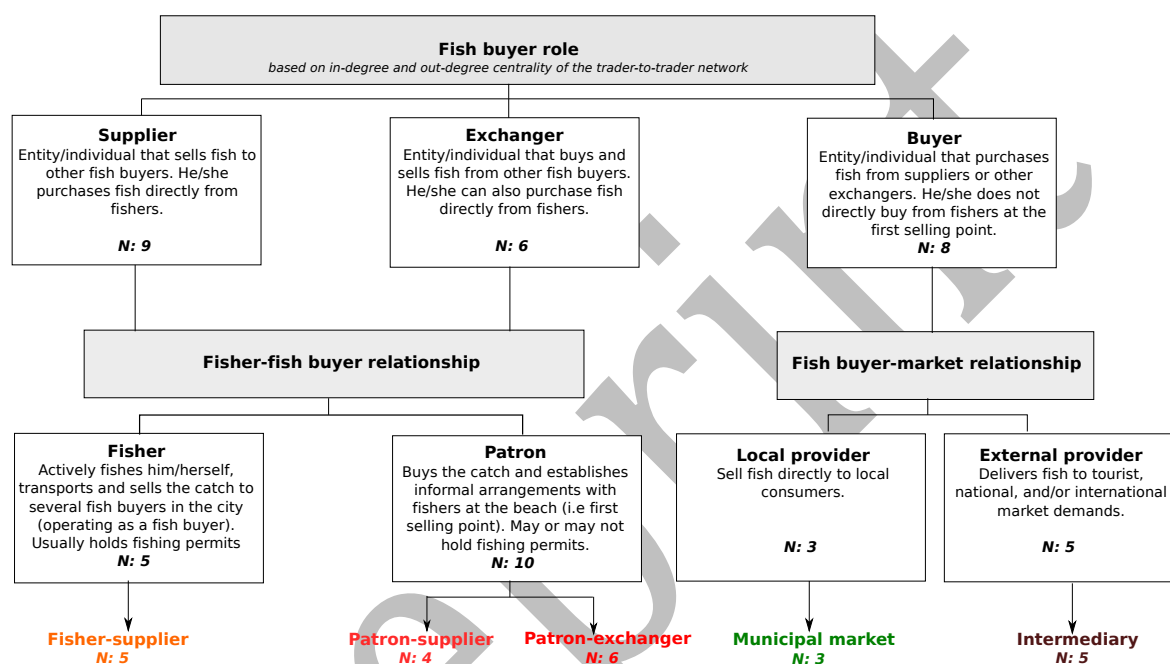 Fish buyer role
based on in-degree and out-degree centrality of the trader-to-trader network
Supplier
Entity/individual that sells fish to
other fish buyers. He/she
purchases fish directly from
fishers.
N: 9
Exchanger
Entity/individual that buys and
sells fish from other fish buyers.
He/she can also purchase fish
directly from fishers.
N: 6
Buyer
Entity/individual that purchases
fish from suppliers or other
exchangers. He/she does not
directly buy from fishers at the
first selling point.
N: 8
Fisher-fish buyer relationship
Fish buyer-market relationship
Fisher
Actively fishes him/herself,
transports and sells the catch to
several fish buyers in the city
(operating as a fish buyer).
Usually holds fishing permits
N: 5
Patron
Buys the catch and establishes
informal arrangements with
fishers at the beach (i.e first
selling point). May or may not
hold fishing permits.
N: 10
Local provider
Sell fish directly to local
consumers.
N: 3
External provider
Delivers fish to tourist,
national, and/or international
market demands.
N: 5
Fisher-supplier
N: 5
Patron-supplier
N: 4
Patron-exchanger
N: 6
Municipal market
N: 3
Intermediary
N: 5